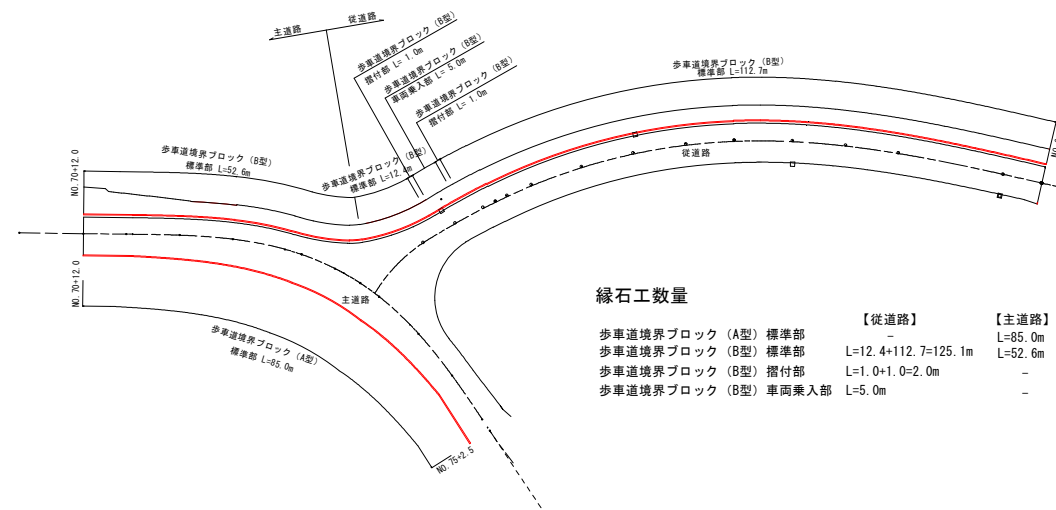 主道路
従道路
歩車道境界ブロック（B型）
摺付部 L= 1.0m
歩車道境界ブロック（B型）
車両乗入部 L= 5.0m
歩車道境界ブロック（B型）
摺付部 L= 1.0m
歩車道境界ブロック（B型）
標準部 L=112.7m
NO.70+12.0
歩車道境界ブロック（B型）
標準部 L=52.6m
歩車道境界ブロック（B型）
標準部 L=12.4m
従道路
NO.70+12.0
主道路
歩車道境界ブロック（A型）
標準部 L=85.0m
NO.75+2.5
縁石工数量
【従道路】 【主道路】
歩車道境界ブロック（A型）標準部 - L=85.0m
歩車道境界ブロック（B型）標準部 L=12.4+112.7=125.1m L=52.6m
歩車道境界ブロック（B型）摺付部 L=1.0+1.0=2.0m -
歩車道境界ブロック（B型）車両乗入部 L=5.0m -